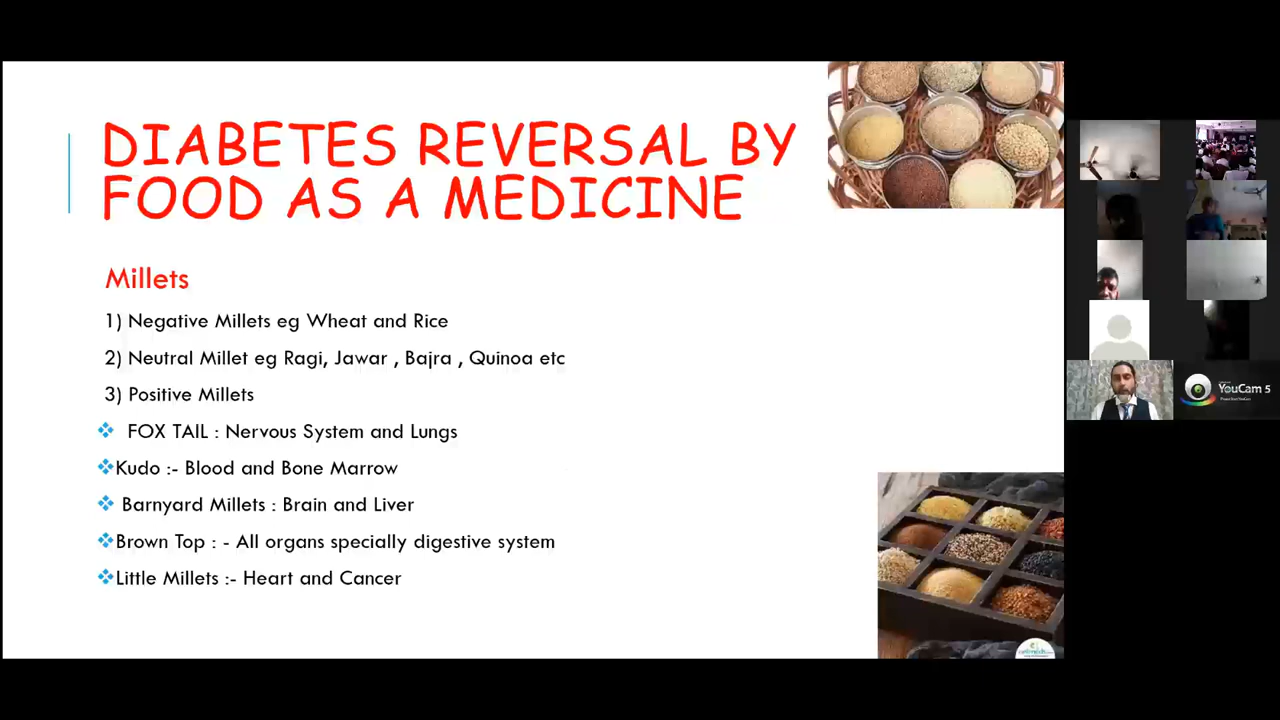 DIABETES REVERSAL BY
FOOD AS A MEDICINE
Millets
1) Negative Millets eg Wheat and Rice
2) Neutral Millet eg Ragi, Jawar , Bajra , Quinoa etc
3) Positive Millets
FOX TAIL : Nervous System and Lungs
Kudo :- Blood and Bone Marrow
Barnyard Millets : Brain and Liver
Brown Top : - All organs specially digestive system
Little Millets :- Heart and Cancer
YouCam 5